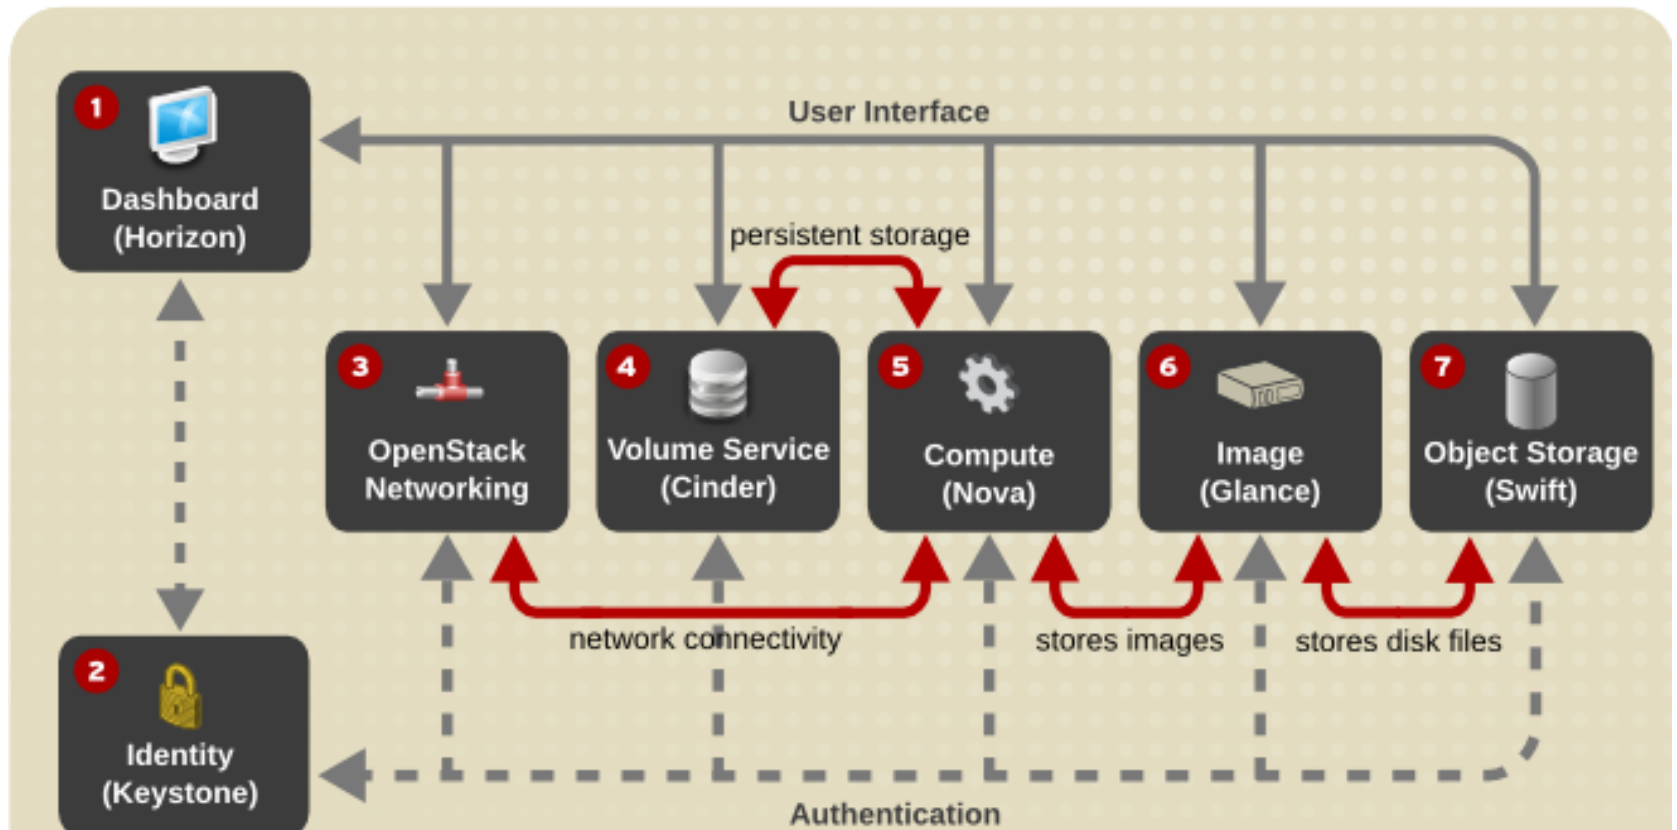 1
Dashboard
(Horizon)
User Interface
persistent storage
3
OpenStack
Networking
4
Volume Service
(Cinder)
5
Compute
(Nova)
6
Image
(Glance)
7
Object Storage
(Swift)
network connectivity
stores images
stores disk files
2
Identity
(Keystone)
Authentication